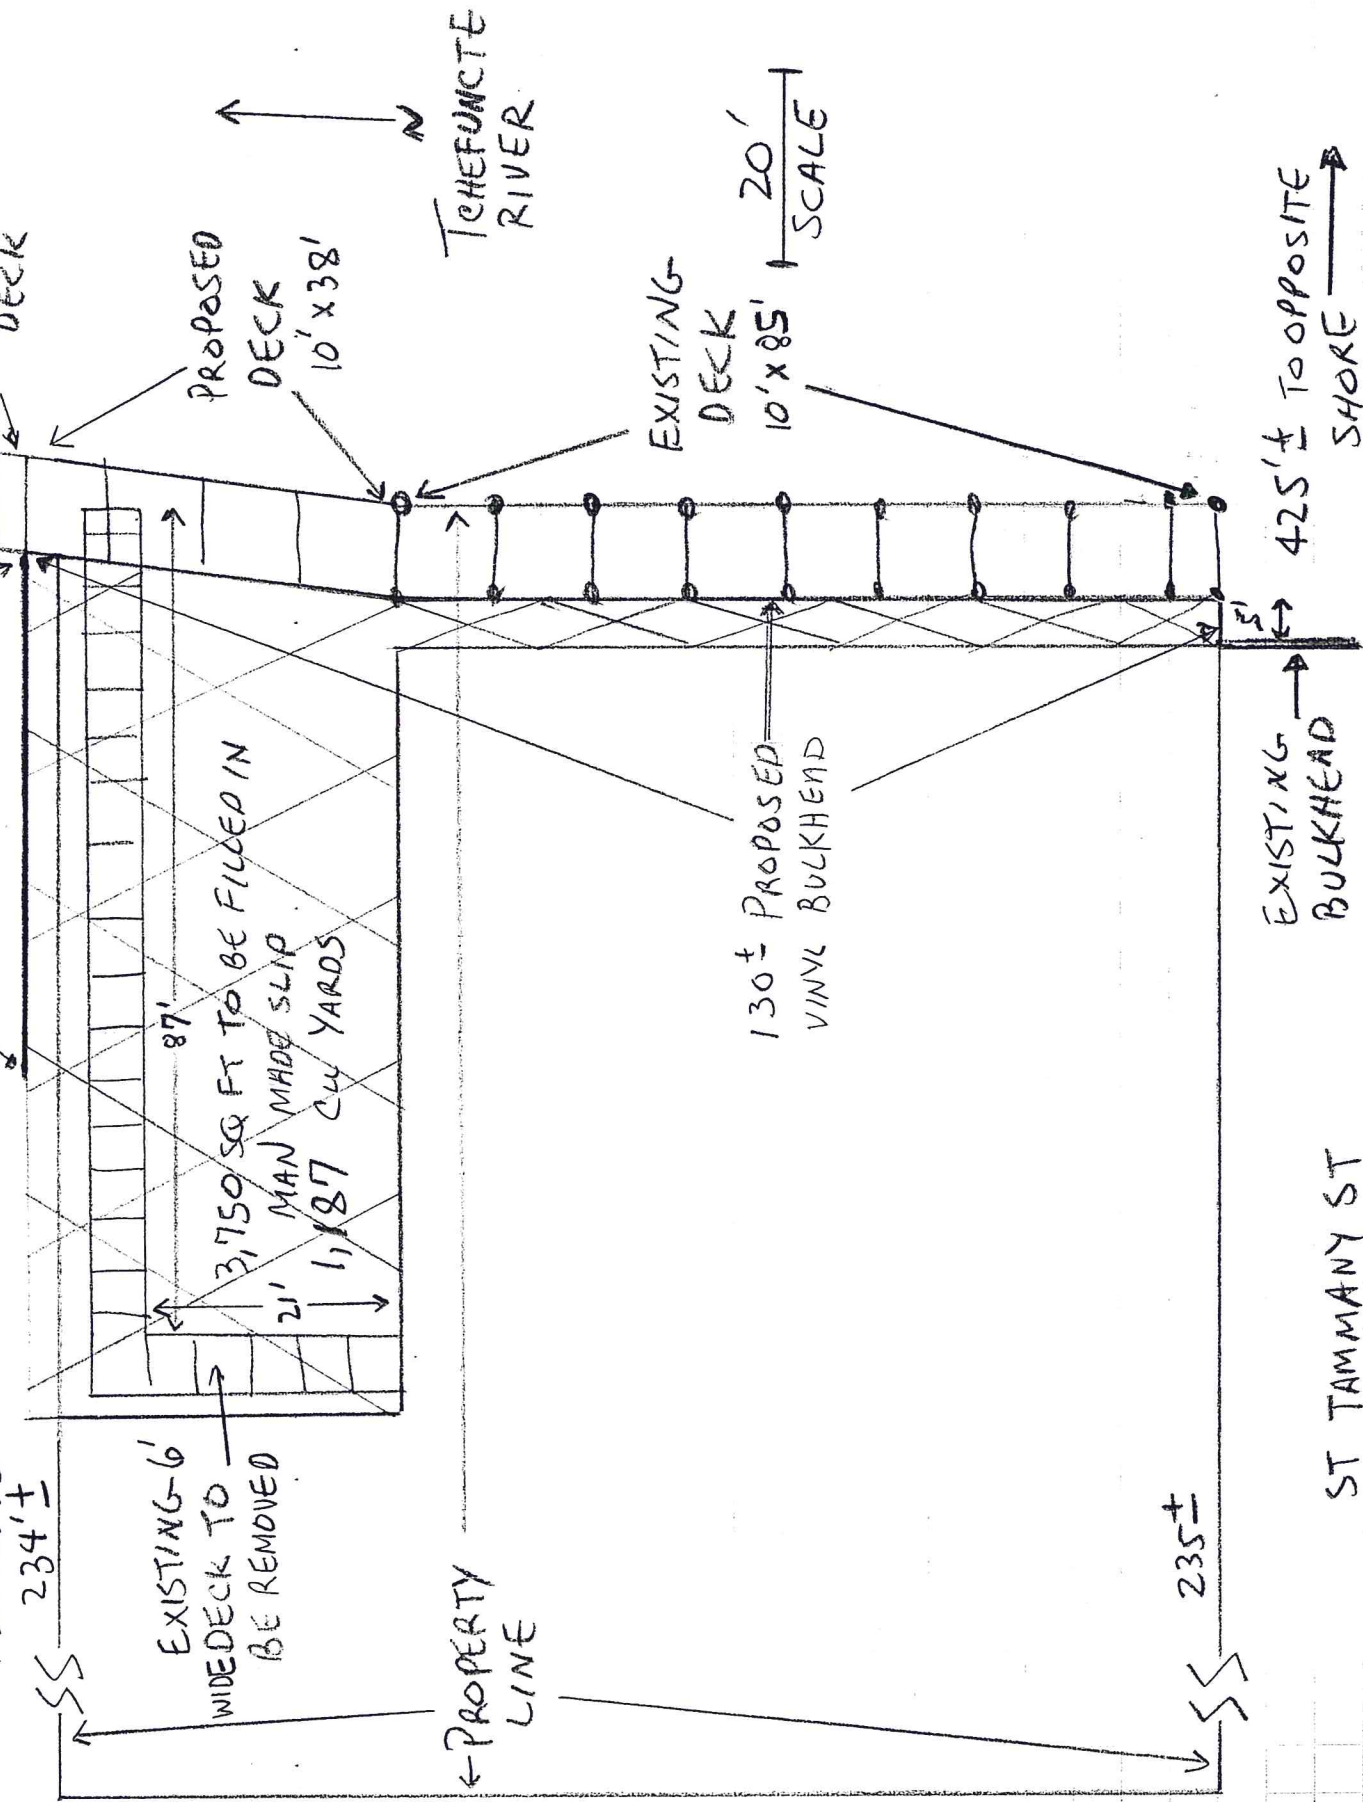 DECK
PROPOSED
DECK
10' x 38'
N
TCHEFUNCTE
RIVER
20'
SCALE
EXISTING
DECK
10' x 85'
234' ±
87'
3,750 SQ FT TO BE FILLED IN
MAN MADE SLIP
1,187 CU YARDS
21'
EXISTING 6'
WIDE DECK TO
BE REMOVED
130 ± PROPOSED
VINYL BULKHEAD
PROPERTY
LINE
235 ±
5'
425' ± TO OPPOSITE
SHORE
EXISTING
BULKHEAD
ST TAMMANY ST